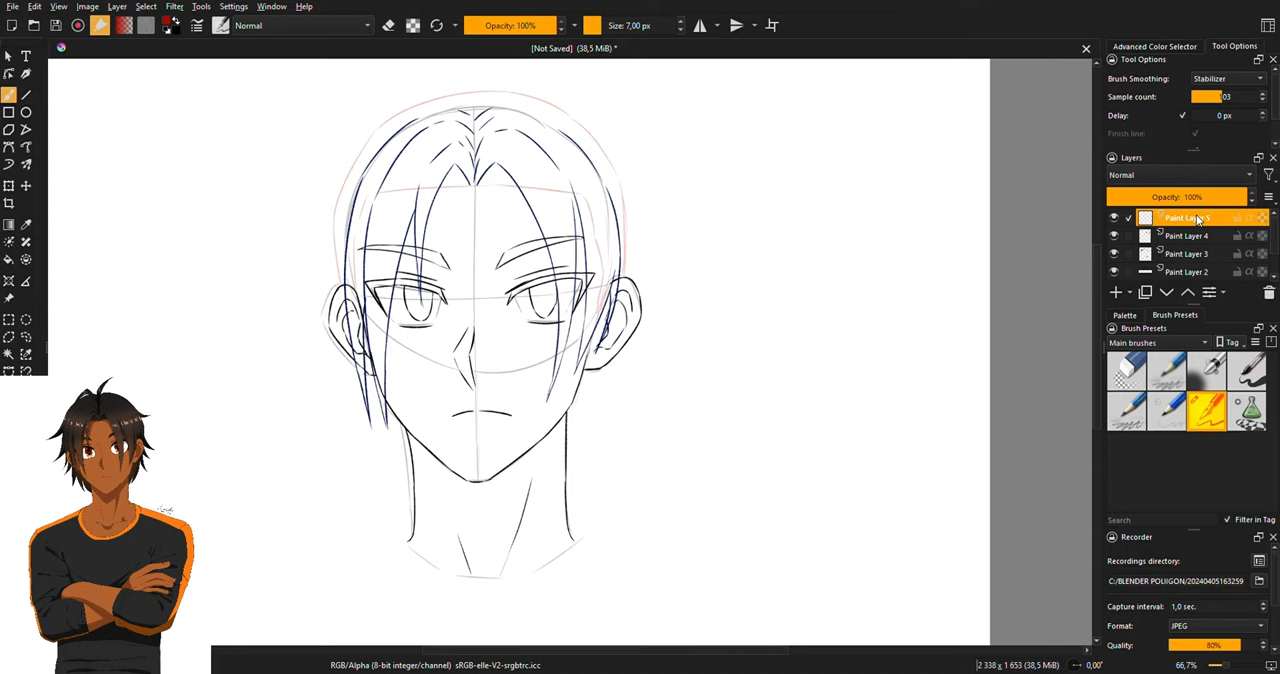 File Edit View Image Layer Select Filter Tools Settings Window Help
Normal Opacity: 100% Size: 7,00 px
[Not Saved] (38,5 MiB) *
Advanced Color Selector Tool Options
Tool Options
Brush Smoothing: Stabilizer
Sample count: 03
Delay: 0 px
Finish line:
Layers
Normal
Opacity: 100%
Paint Layer 5
Paint Layer 4
Paint Layer 3
Paint Layer 2
Palette Brush Presets
Brush Presets
Main brushes Tag
Search Filter in Tag
Recorder
Recordings directory:
C:/BLENDER POLIIGON/20240405163259
Capture interval: 1,0 sec.
Format: JPEG
Quality: 80%
RGB/Alpha (8-bit integer/channel) sRGB-elle-V2-srgbtrc.icc 2 338 x 1 653 (38,5 MiB) 0,00° 66,7%